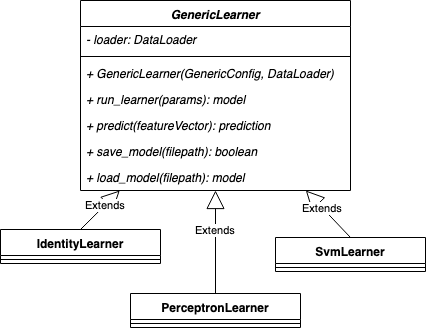 GenericLearner
- loader: DataLoader
+ GenericLearner(GenericConfig, DataLoader)
+ run_learner(params): model
+ predict(featureVector): prediction
+ save_model(filepath): boolean
+ load_model(filepath): model
Extends
Extends
Extends
IdentityLearner
SvmLearner
PerceptronLearner